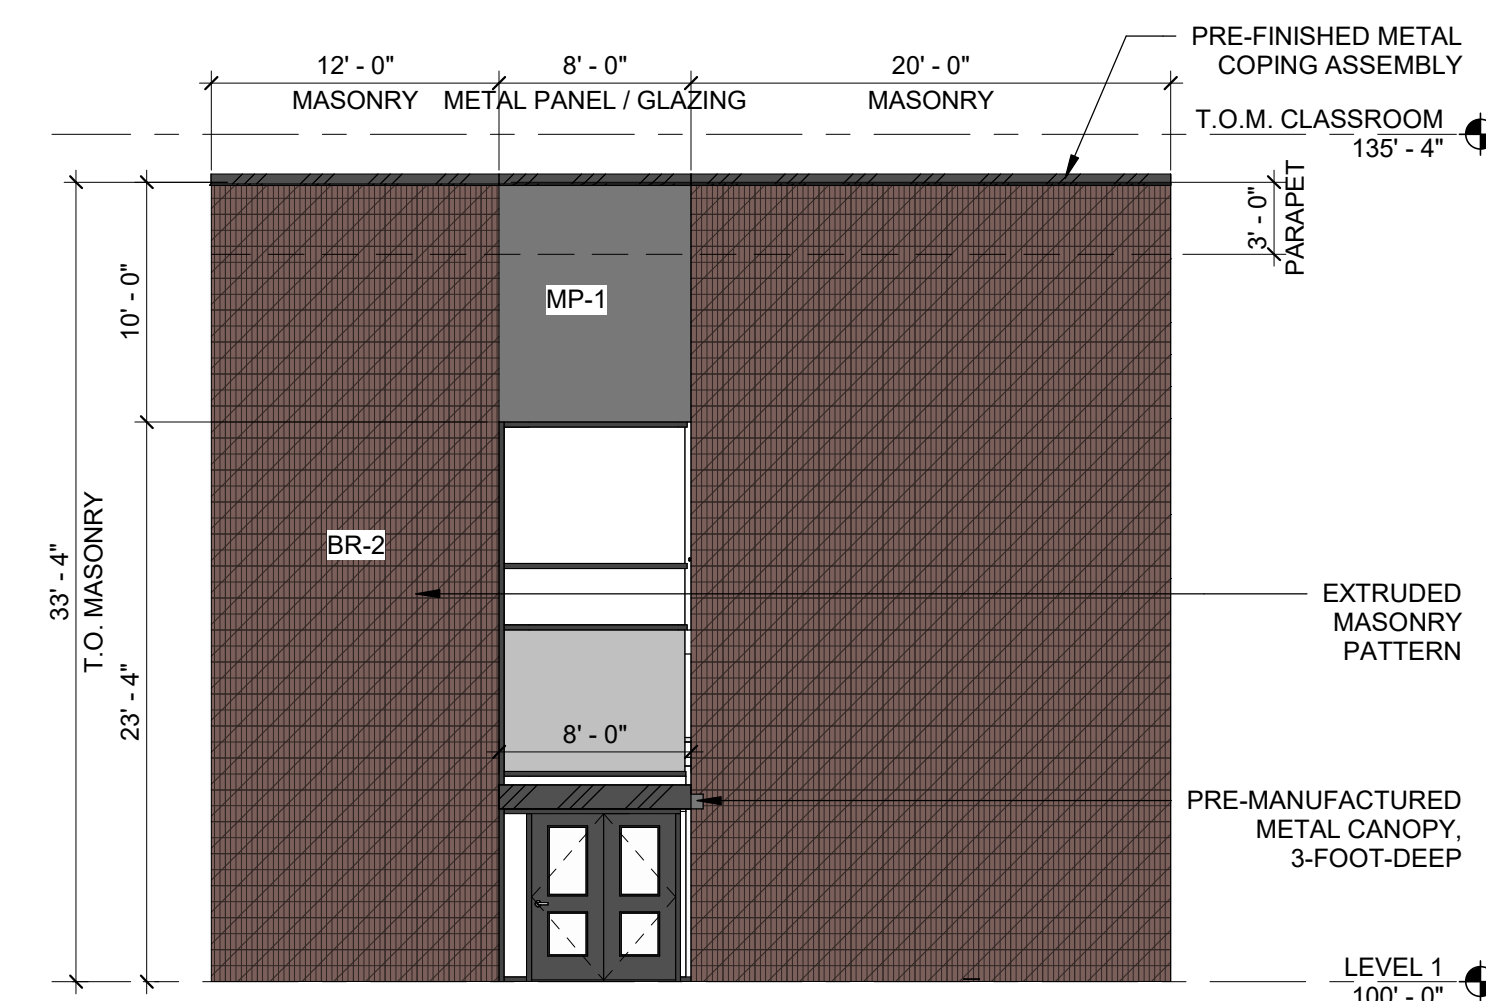 PRE-FINISHED METAL
COPING ASSEMBLY
12' - 0"
8' - 0"
20' - 0"
MASONRY
METAL PANEL / GLAZING
MASONRY
T.O.M. CLASSROOM
135' - 4"
3' - 0"
PARAPET
10' - 0"
MP-1
BR-2
33' - 4"
T.O. MASONRY
EXTRUDED
MASONRY
PATTERN
23' - 4"
8' - 0"
PRE-MANUFACTURED
METAL CANOPY,
3-FOOT-DEEP
LEVEL 1
100' - 0"